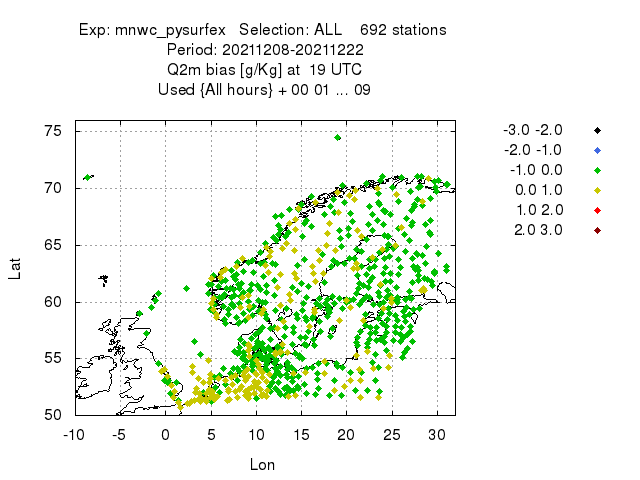 Exp: mnwc_pysurfex   Selection: ALL    692 stations
Period: 20211208-20211222
Q2m bias [g/Kg] at  19 UTC
Used {All hours} + 00 01 ... 09
75
70
65
60
55
50
Lat
-10 -5 0 5 10 15 20 25 30
Lon
-3.0 -2.0
-2.0 -1.0
-1.0 0.0
0.0 1.0
1.0 2.0
2.0 3.0